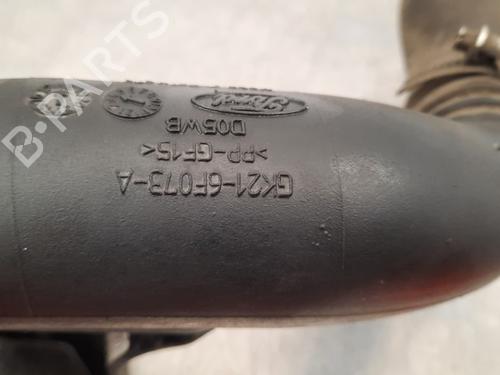 Ford
D05WB
>PP-GF15<
GK21-6F073-A
B-PARTS